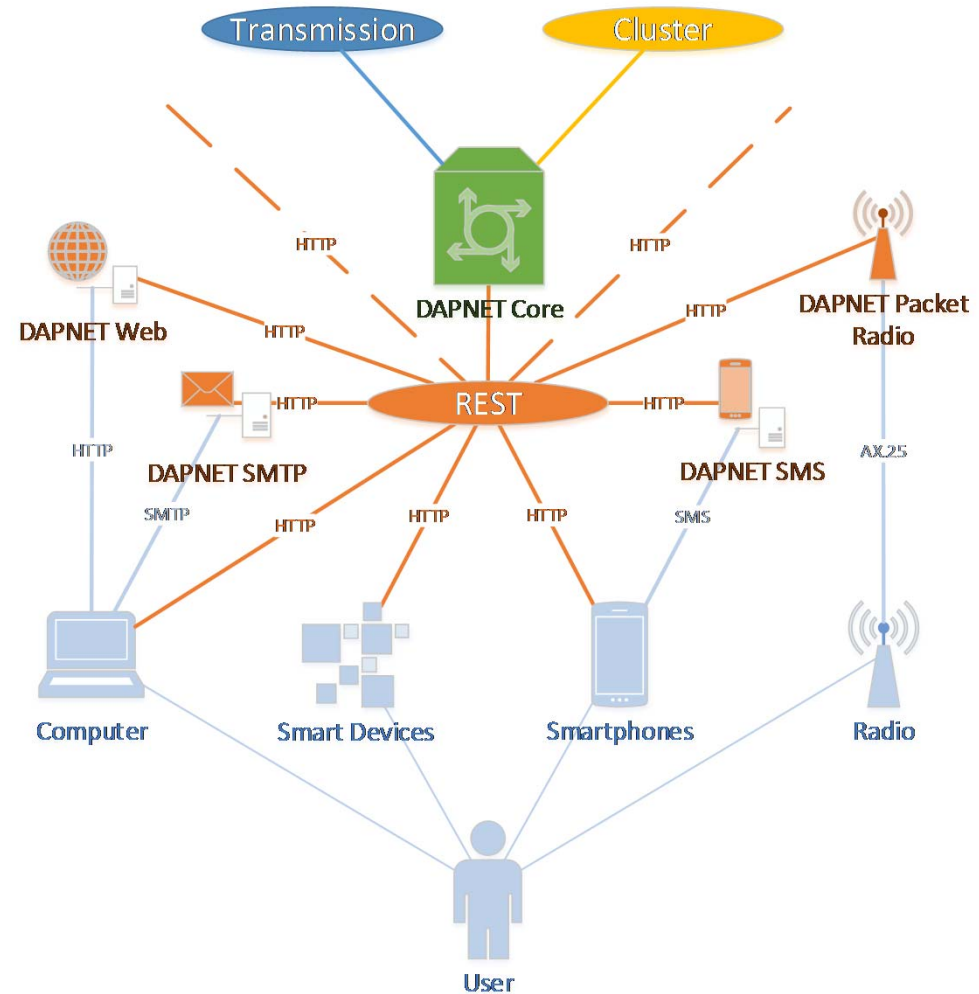 Transmission
Cluster
HTTP
HTTP
DAPNET Core
DAPNET Web
DAPNET Packet
Radio
HTTP
HTTP
REST
HTTP
HTTP
HTTP
DAPNET SMTP
DAPNET SMS
AX.25
SMTP
HTTP
HTTP
HTTP
SMS
Computer
Smart Devices
Smartphones
Radio
User